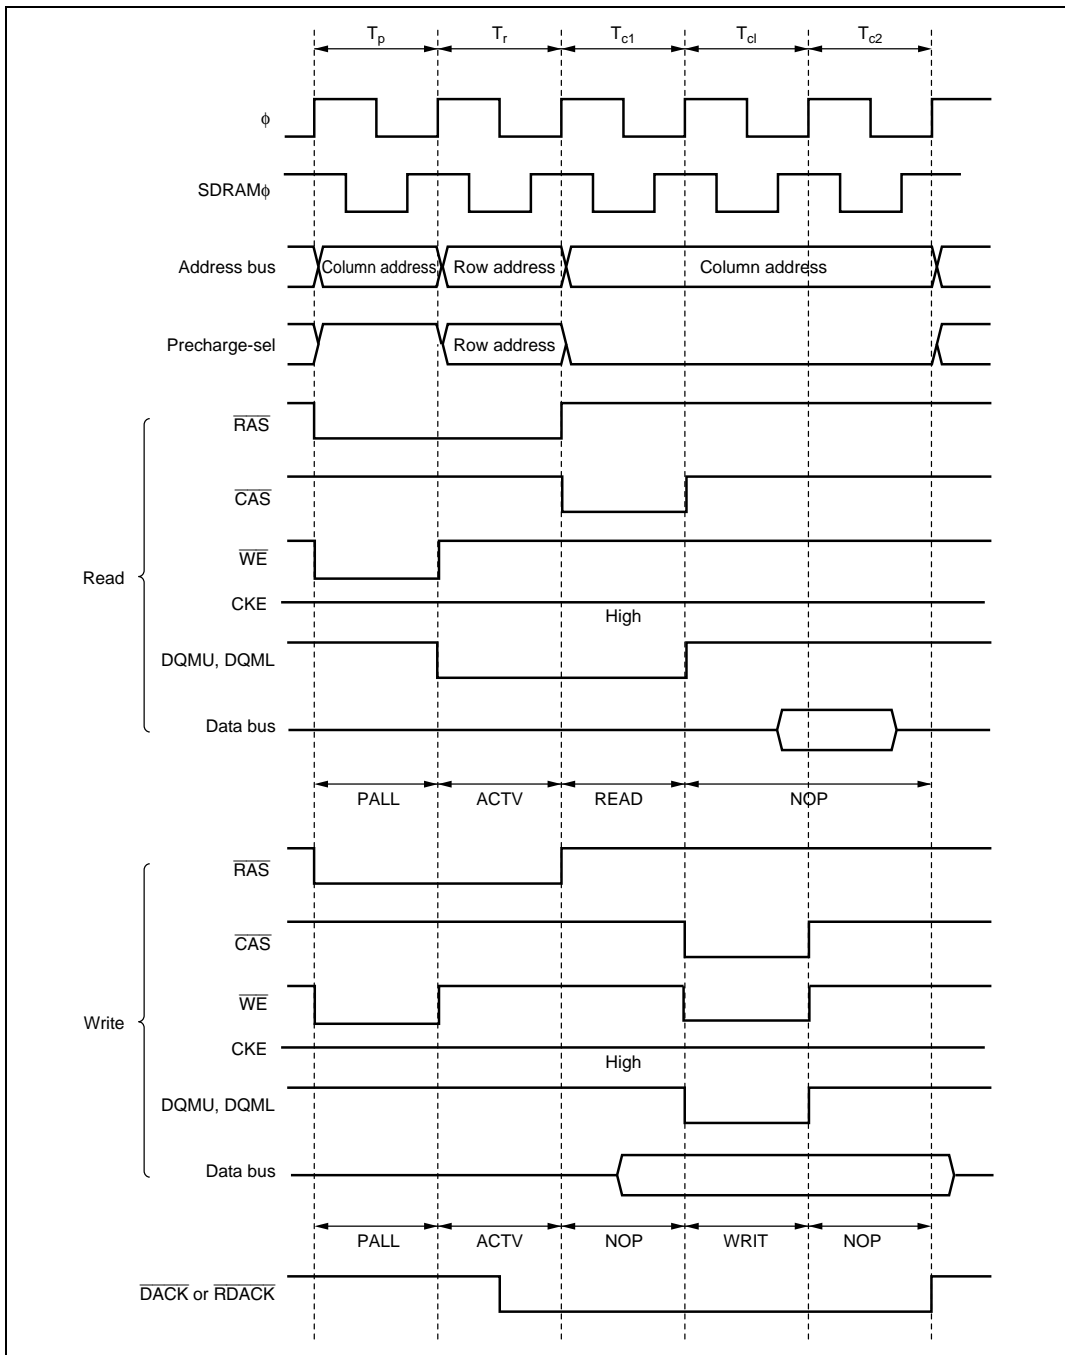 Tp Tr Tc1 Tcl Tc2
ϕ
SDRAMϕ
Address bus Column address Row address Column address
Precharge-sel Row address
Read
RAS
CAS
WE
CKE High
DQMU, DQML
Data bus
PALL ACTV READ NOP
Write
RAS
CAS
WE
CKE High
DQMU, DQML
Data bus
PALL ACTV NOP WRIT NOP
DACK or RDACK